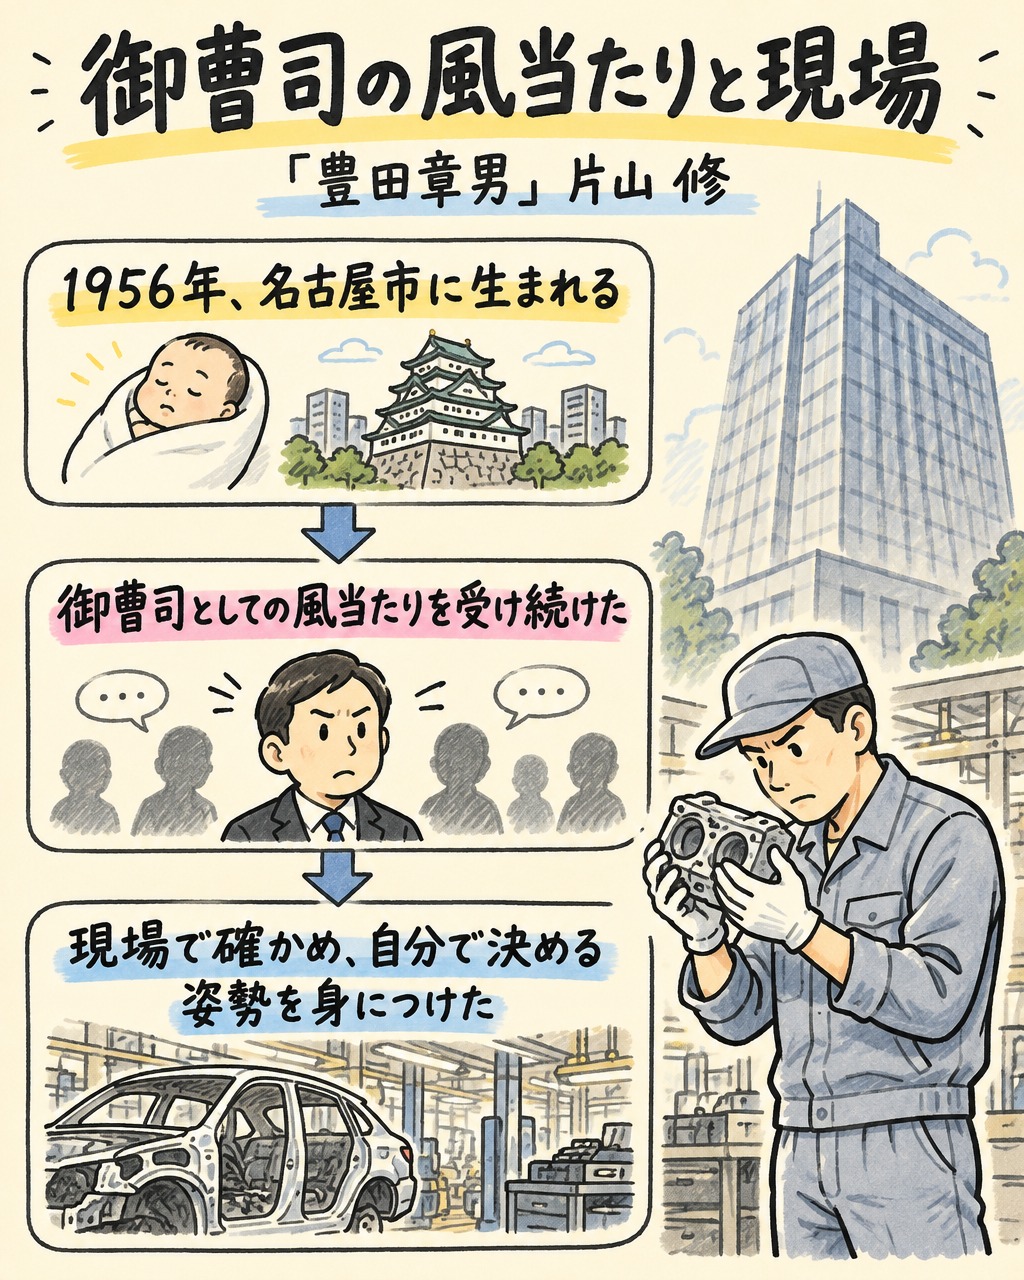 御曹司の風当たりと現場
「豊田章男」片山 修
1956年、名古屋市に生まれる
御曹司としての風当たりを受け続けた
...
...
現場で確かめ、自分で決める
姿勢を身につけた